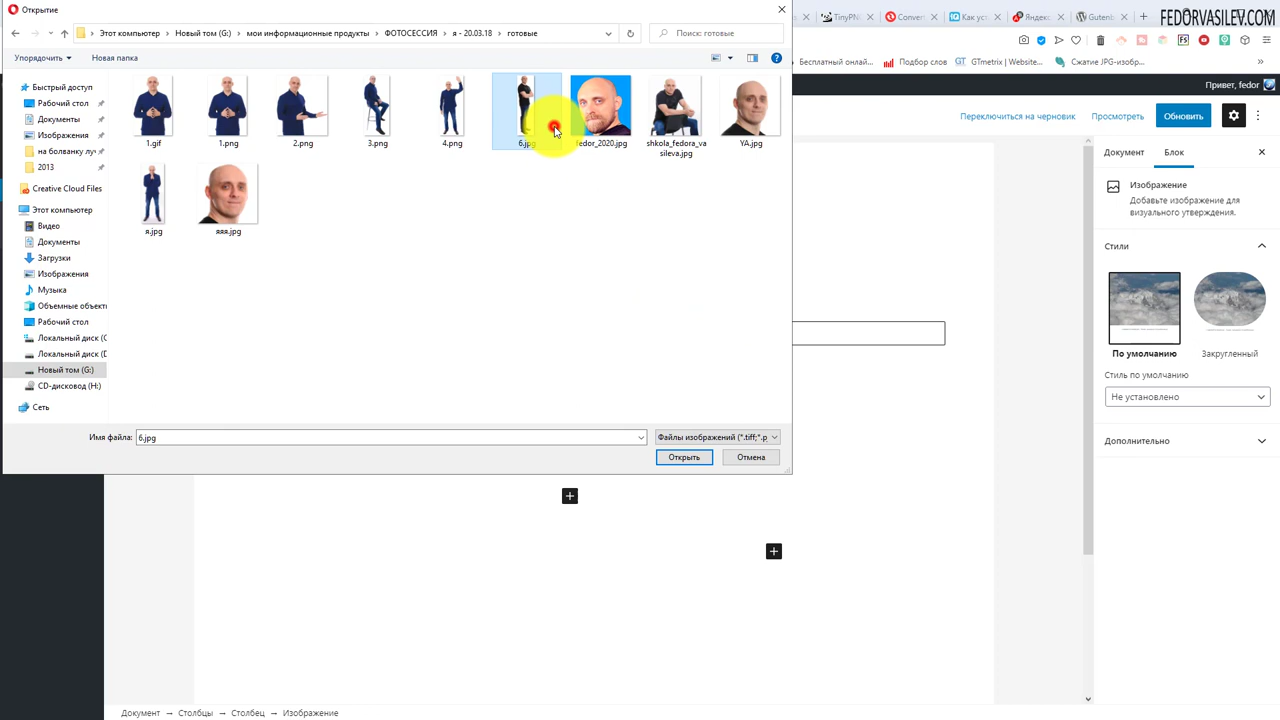 Открытие
Этот компьютер
Новый том (G:)
мои информационные продукты
ФОТОСЕССИЯ
я - 20.03.18
готовые
Поиск: готовые
Упорядочить
Новая папка
Быстрый доступ
Рабочий стол
Документы
Изображения
на болванку лу
2013
Creative Cloud Files
Этот компьютер
Видео
Документы
Загрузки
Изображения
Музыка
Объемные объект
Рабочий стол
Локальный диск (C
Локальный диск (D
Новый том (G:)
CD-дисковод (H:)
Сеть
1.gif
1.png
2.png
3.png
4.png
6.jpg
fedor_2020.jpg
shkola_fedora_va
sileva.jpg
YA.jpg
я.jpg
яяя.jpg
Имя файла:
6.jpg
Файлы изображений (*.tiff;*.p
Открыть
Отмена
TinyPN
Convert
Как ус
Яндекс
Gutenb
FEDORVASILEV.COM
Бесплатный онлай
Подбор слов
GTmetrix | Website...
Сжатие JPG-изобр...
Привет, fedor
Переключиться на черновик
Просмотреть
Обновить
Документ
Блок
Изображение
Добавьте изображение для
визуального утверждения.
Стили
По умолчанию
Закругленный
Стиль по умолчанию
Не установлено
Дополнительно
Документ → Столбцы → Столбец → Изображение